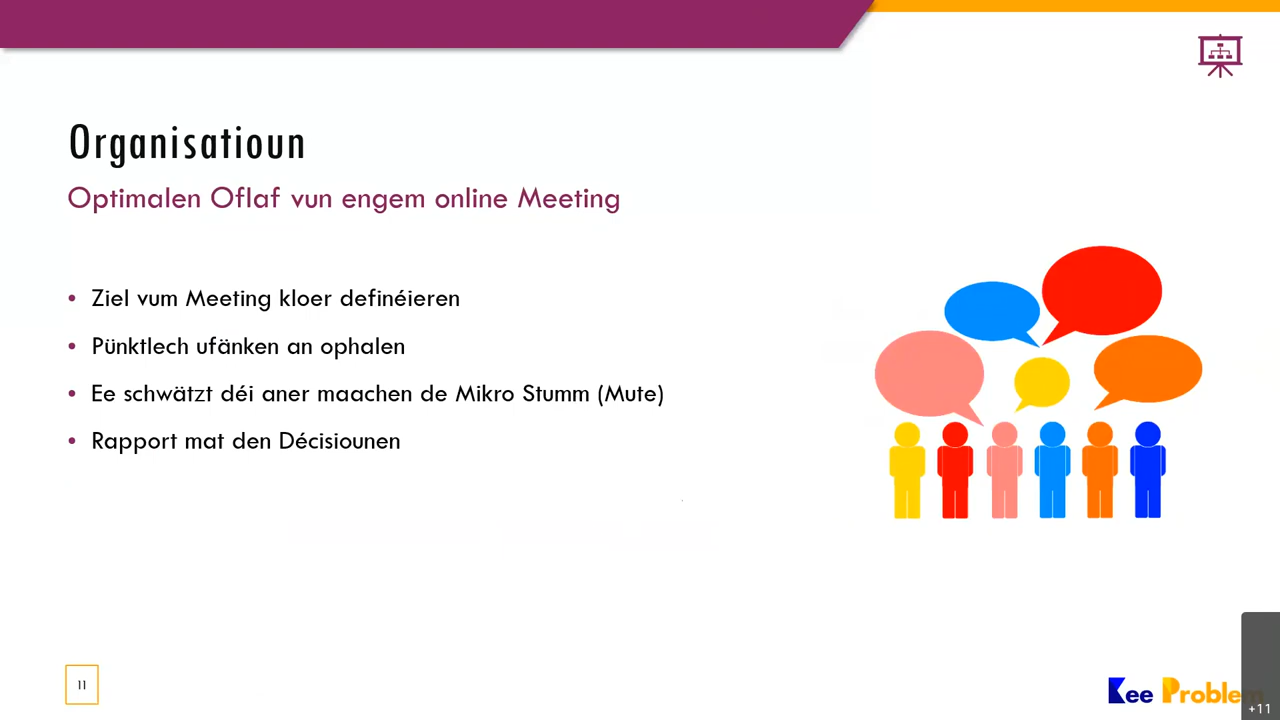 Organisatioun
Optimalen Oflaf vun engem online Meeting
• Ziel vum Meeting kloer definéieren
• Pünktlech ufänken an ophalen
• Ee schwätzt déi aner maachen de Mikro Stumm (Mute)
• Rapport mat den Décisiounen
11
Kee Problem
+11